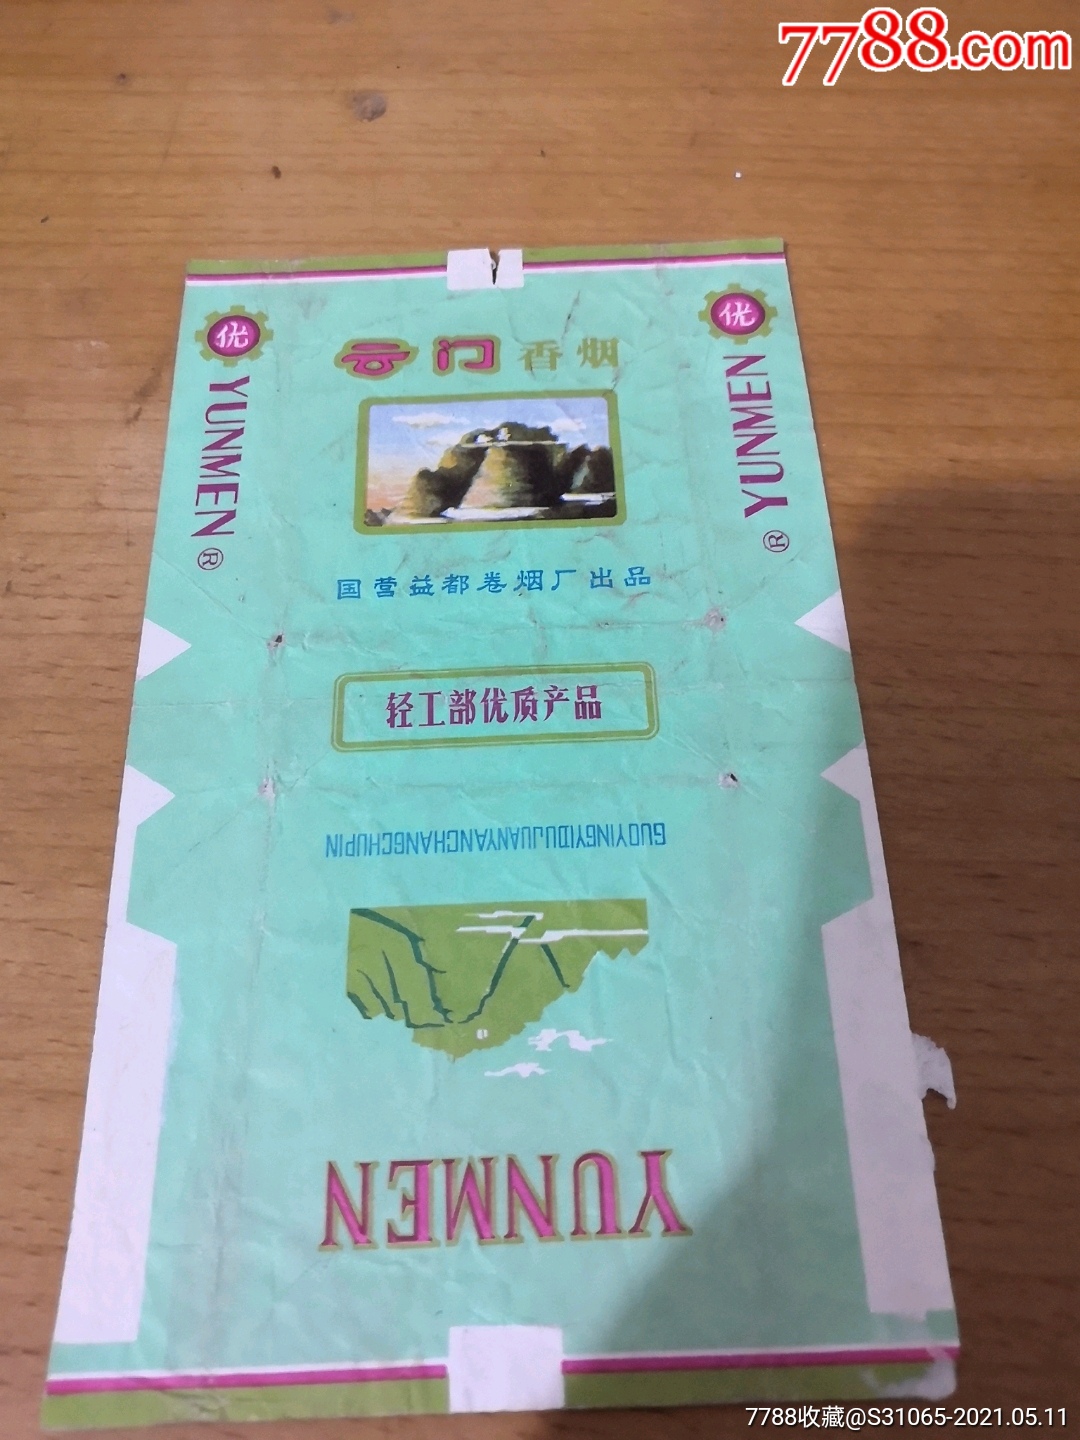 7788.com
优
优
YUNMEN®
YUNMEN®
云门香烟
国营益都卷烟厂出品
轻工部优质产品
GUOYINGYIDUJUANYANCHANGCHUPIN
YUNMEN
7788收藏@S31065-2021.05.11